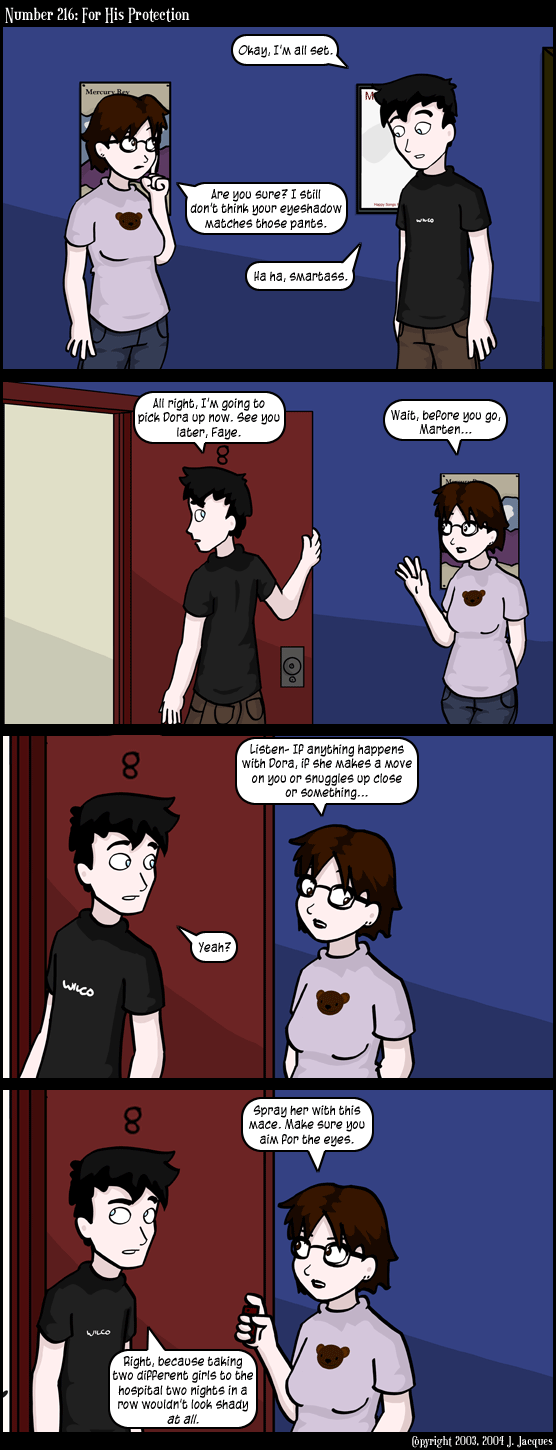 Number 216: For His Protection
Okay, I'm all set.
Mercury Rev
M
Are you sure? I still
don't think your eyeshadow
matches those pants.
WILCO
Ha ha, smartass.
All right, I'm going to
pick Dora up now. See you
later, Faye.
Wait, before you go,
Marten...
8
Mercury Rev
Listen- If anything happens
with Dora, if she makes a move
on you or snuggles up close
or something...
8
Yeah?
WILCO
Spray her with this
mace. Make sure you
aim for the eyes.
8
WILCO
Right, because taking
two different girls to the
hospital two nights in a
row wouldn't look shady
at all.
Copyright 2003, 2004 J. Jacques